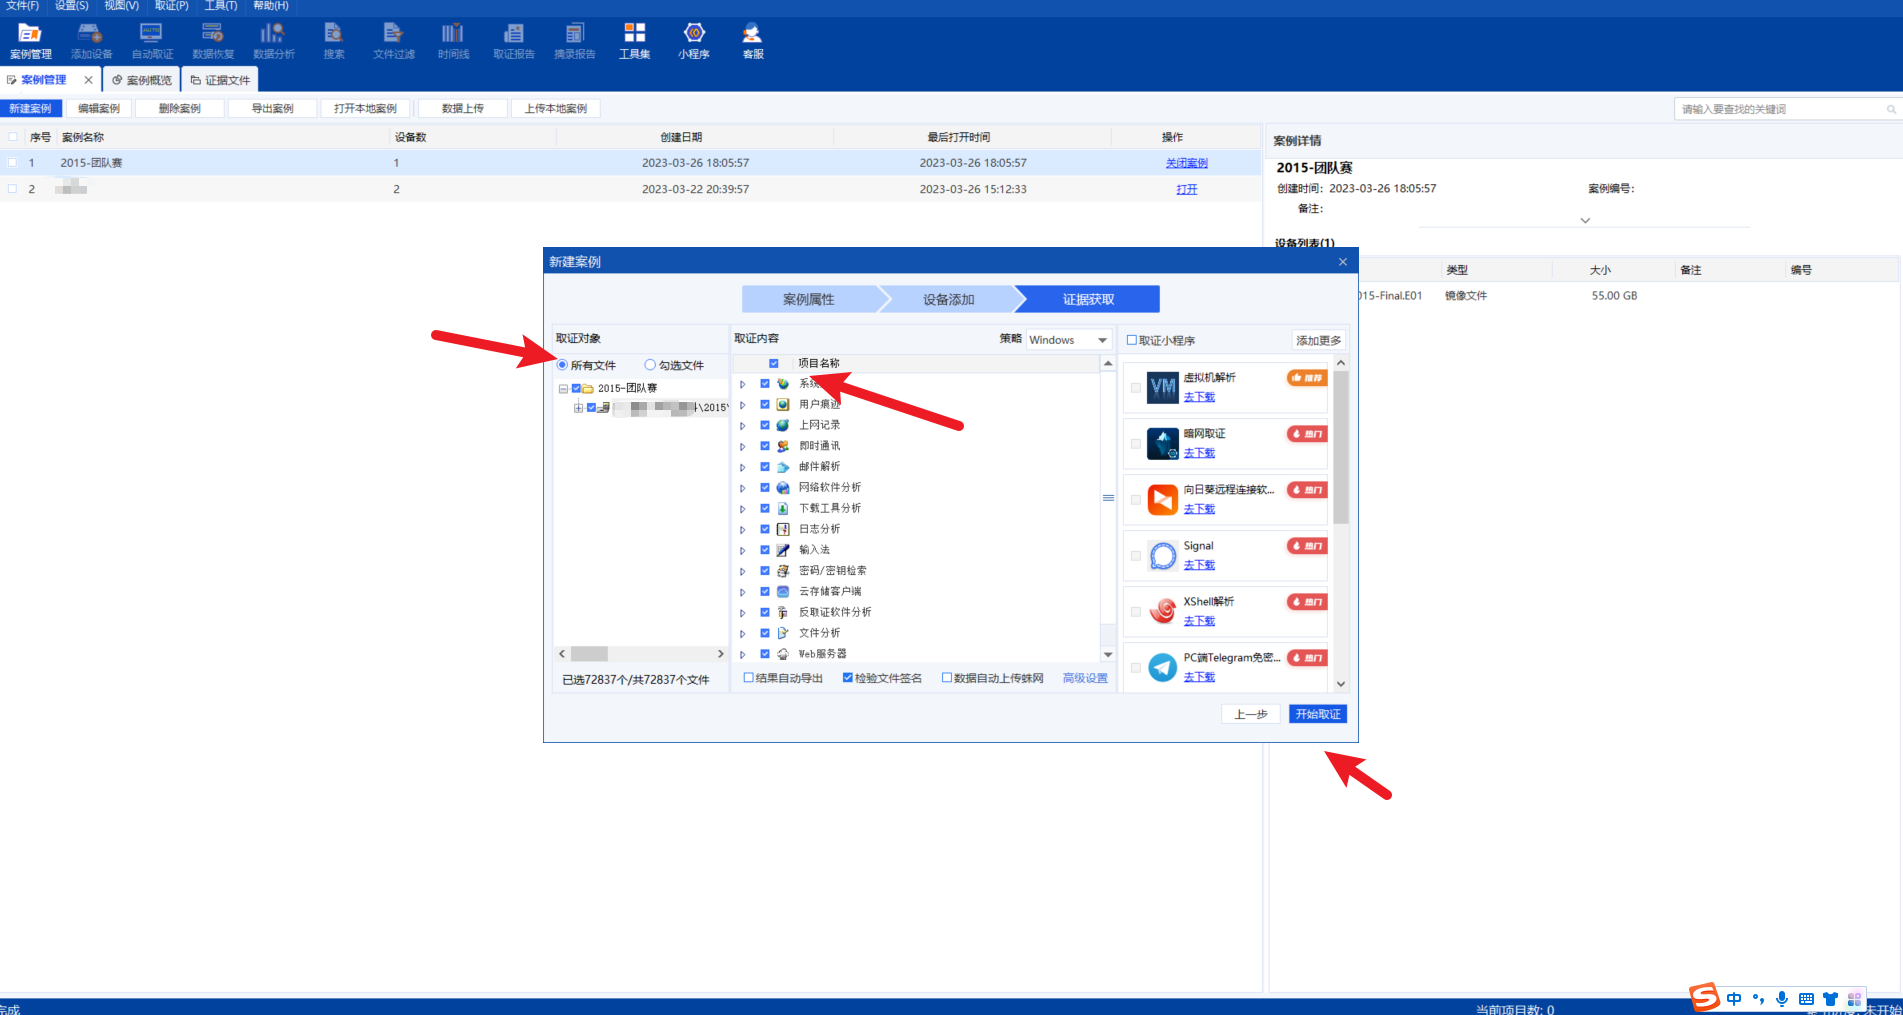 文件(F) 设置(S) 视图(V) 取证(P) 工具(T) 帮助(H)
案例管理 添加设备 自动取证 数据恢复 数据分析 搜索 文件过滤 时间线 取证报告 摘录报告 工具集 小程序 客服
案例管理 案例概览 证据文件
新建案例 编辑案例 删除案例 导出案例 打开本地案例 数据上传 上传本地案例 请输入要查找的关键词
序号 案例名称 设备数 创建日期 最后打开时间 操作
1 2015-团队赛 1 2023-03-26 18:05:57 2023-03-26 18:05:57 关闭案例
2 2 2023-03-22 20:39:57 2023-03-26 15:12:33 打开
案例详情
2015-团队赛
创建时间: 2023-03-26 18:05:57 案例编号:
备注:
设备列表(1)
类型 大小 备注 编号
015-Final.E01 镜像文件 55.00 GB
新建案例
案例属性 设备添加 证据获取
取证对象
所有文件 勾选文件
2015-团队赛
\2015\
已选72837个/共72837个文件
取证内容 策略 Windows
项目名称
系统
用户痕迹
上网记录
即时通讯
邮件解析
网络软件分析
下载工具分析
日志分析
输入法
密码/密钥检索
云存储客户端
反取证软件分析
文件分析
Web服务器
结果自动导出 检验文件签名 数据自动上传蛛网 高级设置
取证小程序 添加更多
虚拟机解析 推荐
去下载
暗网取证 热门
去下载
向日葵远程连接软... 热门
去下载
Signal 热门
去下载
XShell解析 热门
去下载
PC端Telegram免密... 热门
去下载
上一步 开始取证
完成 当前项目数: 0 未开始
中